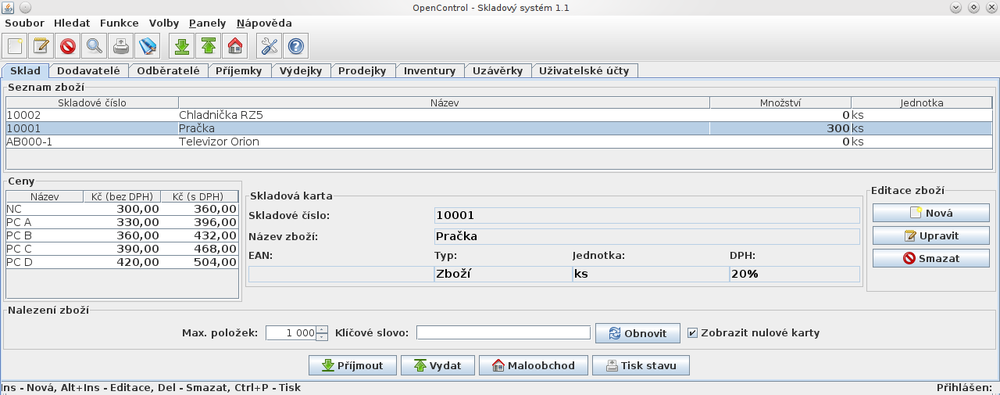 OpenControl - Skladový systém 1.1
Soubor Hledat Funkce Volby Panely Nápověda
Sklad Dodavatelé Odběratelé Příjemky Výdejky Prodejky Inventury Uzávěrky Uživatelské účty
Seznam zboží
Skladové číslo Název Množství Jednotka
10002 Chladnička RZ5 0 ks
10001 Pračka 300 ks
AB000-1 Televizor Orion 0 ks
Ceny
Název Kč (bez DPH) Kč (s DPH)
NC 300,00 360,00
PC A 330,00 396,00
PC B 360,00 432,00
PC C 390,00 468,00
PC D 420,00 504,00
Skladová karta
Skladové číslo: 10001
Název zboží: Pračka
EAN: Typ: Jednotka: DPH:
Zboží ks 20%
Editace zboží
Nová
Upravit
Smazat
Nalezení zboží
Max. položek: 1 000 Klíčové slovo: Obnovit Zobrazit nulové karty
Příjmout Vydat Maloobchod Tisk stavu
Ins - Nová, Alt+Ins - Editace, Del - Smazat, Ctrl+P - Tisk Přihlášen: